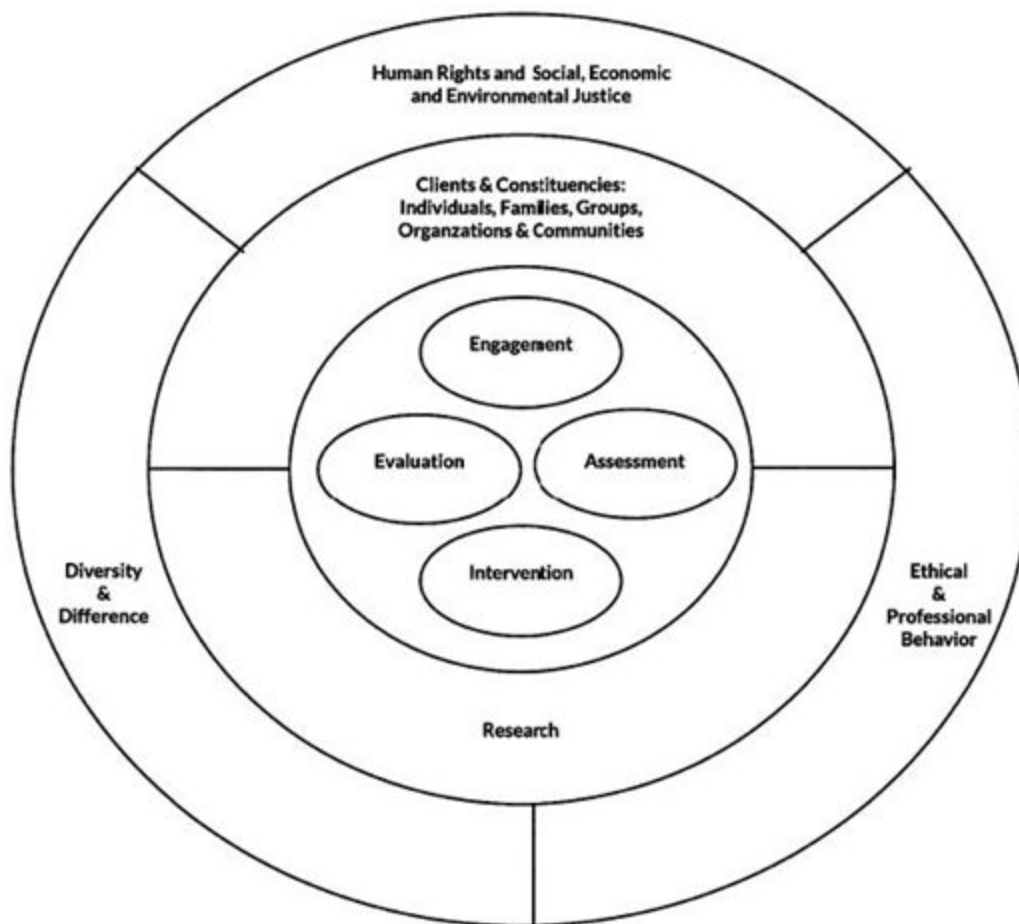 Human Rights and Social, Economic
and Environmental Justice
Clients & Constituencies:
Individuals, Families, Groups,
Organzations & Communities
Engagement
Evaluation
Assessment
Intervention
Diversity
&
Difference
Ethical
&
Professional
Behavior
Research